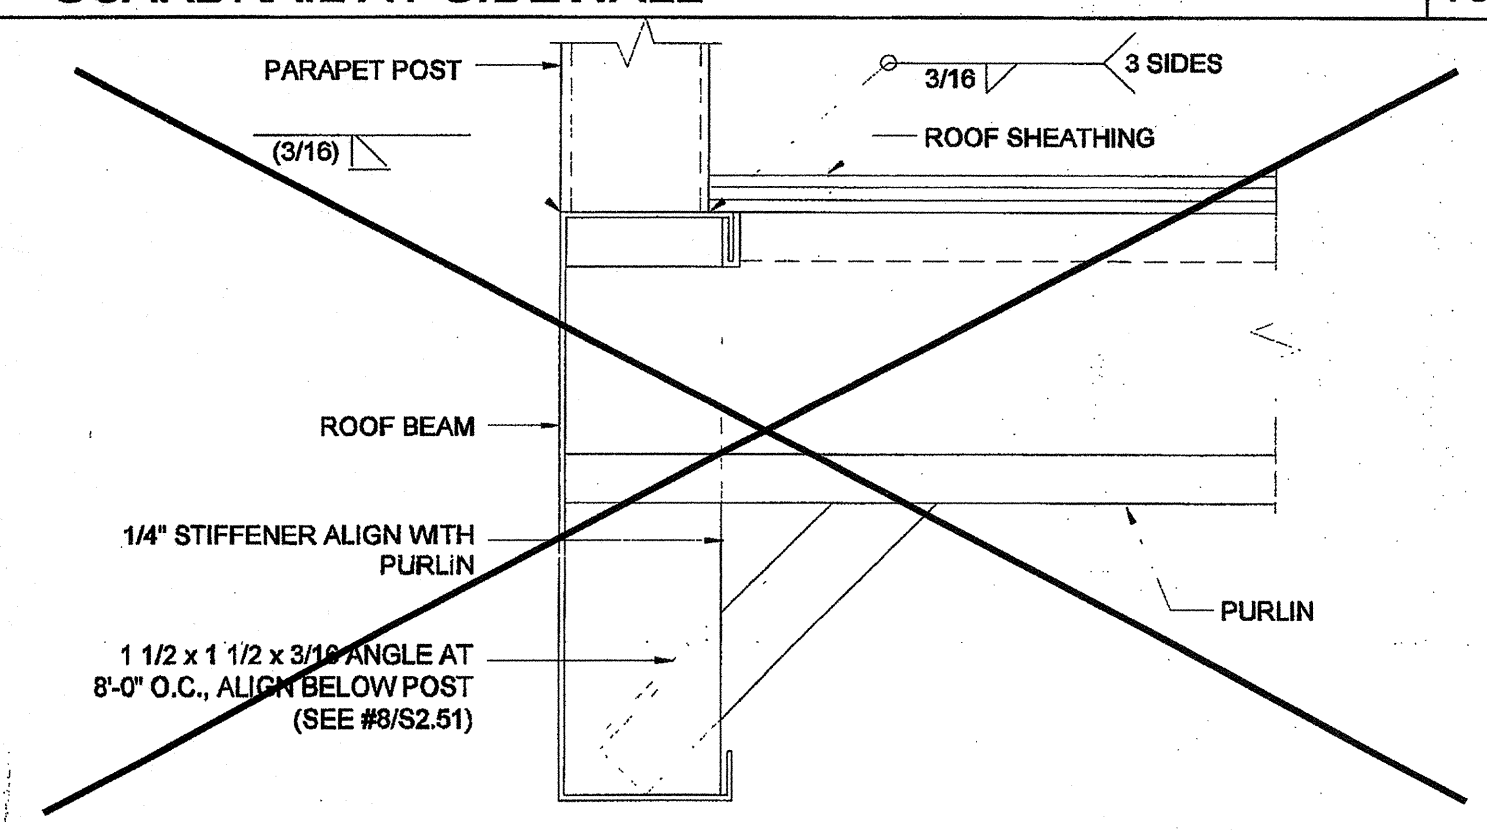 PARAPET POST
3/16
3 SIDES
(3/16)
ROOF SHEATHING
ROOF BEAM
1/4" STIFFENER ALIGN WITH
PURLIN
PURLIN
1 1/2 x 1 1/2 x 3/16 ANGLE AT
8'-0" O.C., ALIGN BELOW POST
(SEE #8/S2.51)